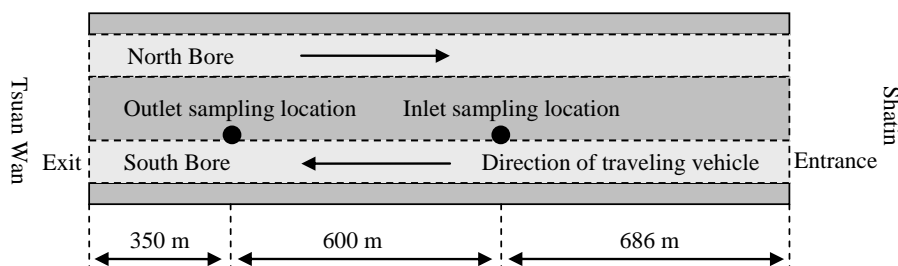 North Bore
Tsuan Wan
Outlet sampling location Inlet sampling location
Shatin
Exit South Bore Direction of traveling vehicle Entrance
350 m 600 m 686 m